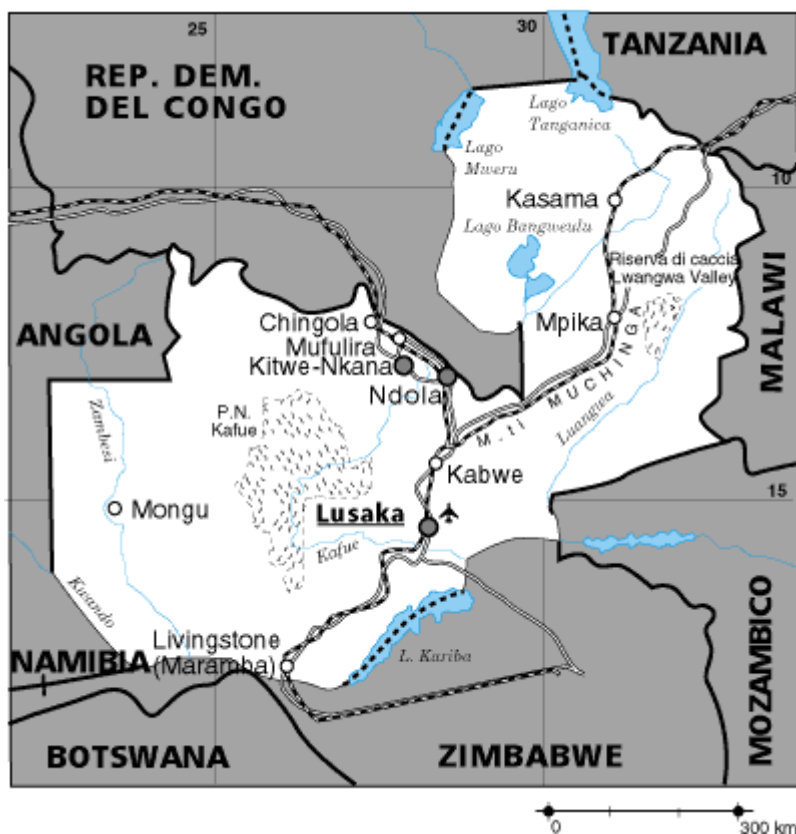 25
30
TANZANIA
REP. DEM.
DEL CONGO
Lago
Tanganica
Lago
Mweru
10
Kasama
Lago Bangweulu
Riserva di caccia
Lwangwa Valley
MALAWI
ANGOLA
Chingola
Mufulira
Kitwe-Nkana
Ndola
Mpika
M.ti MUCHINGA
Luangwa
Zambesi
P.N.
Kafue
Kabwe
15
Mongu
Lusaka
Kafue
Kwando
Livingstone
(Maramba)
NAMIBIA
L. Kariba
MOZAMBICO
BOTSWANA
ZIMBABWE
0
300 km